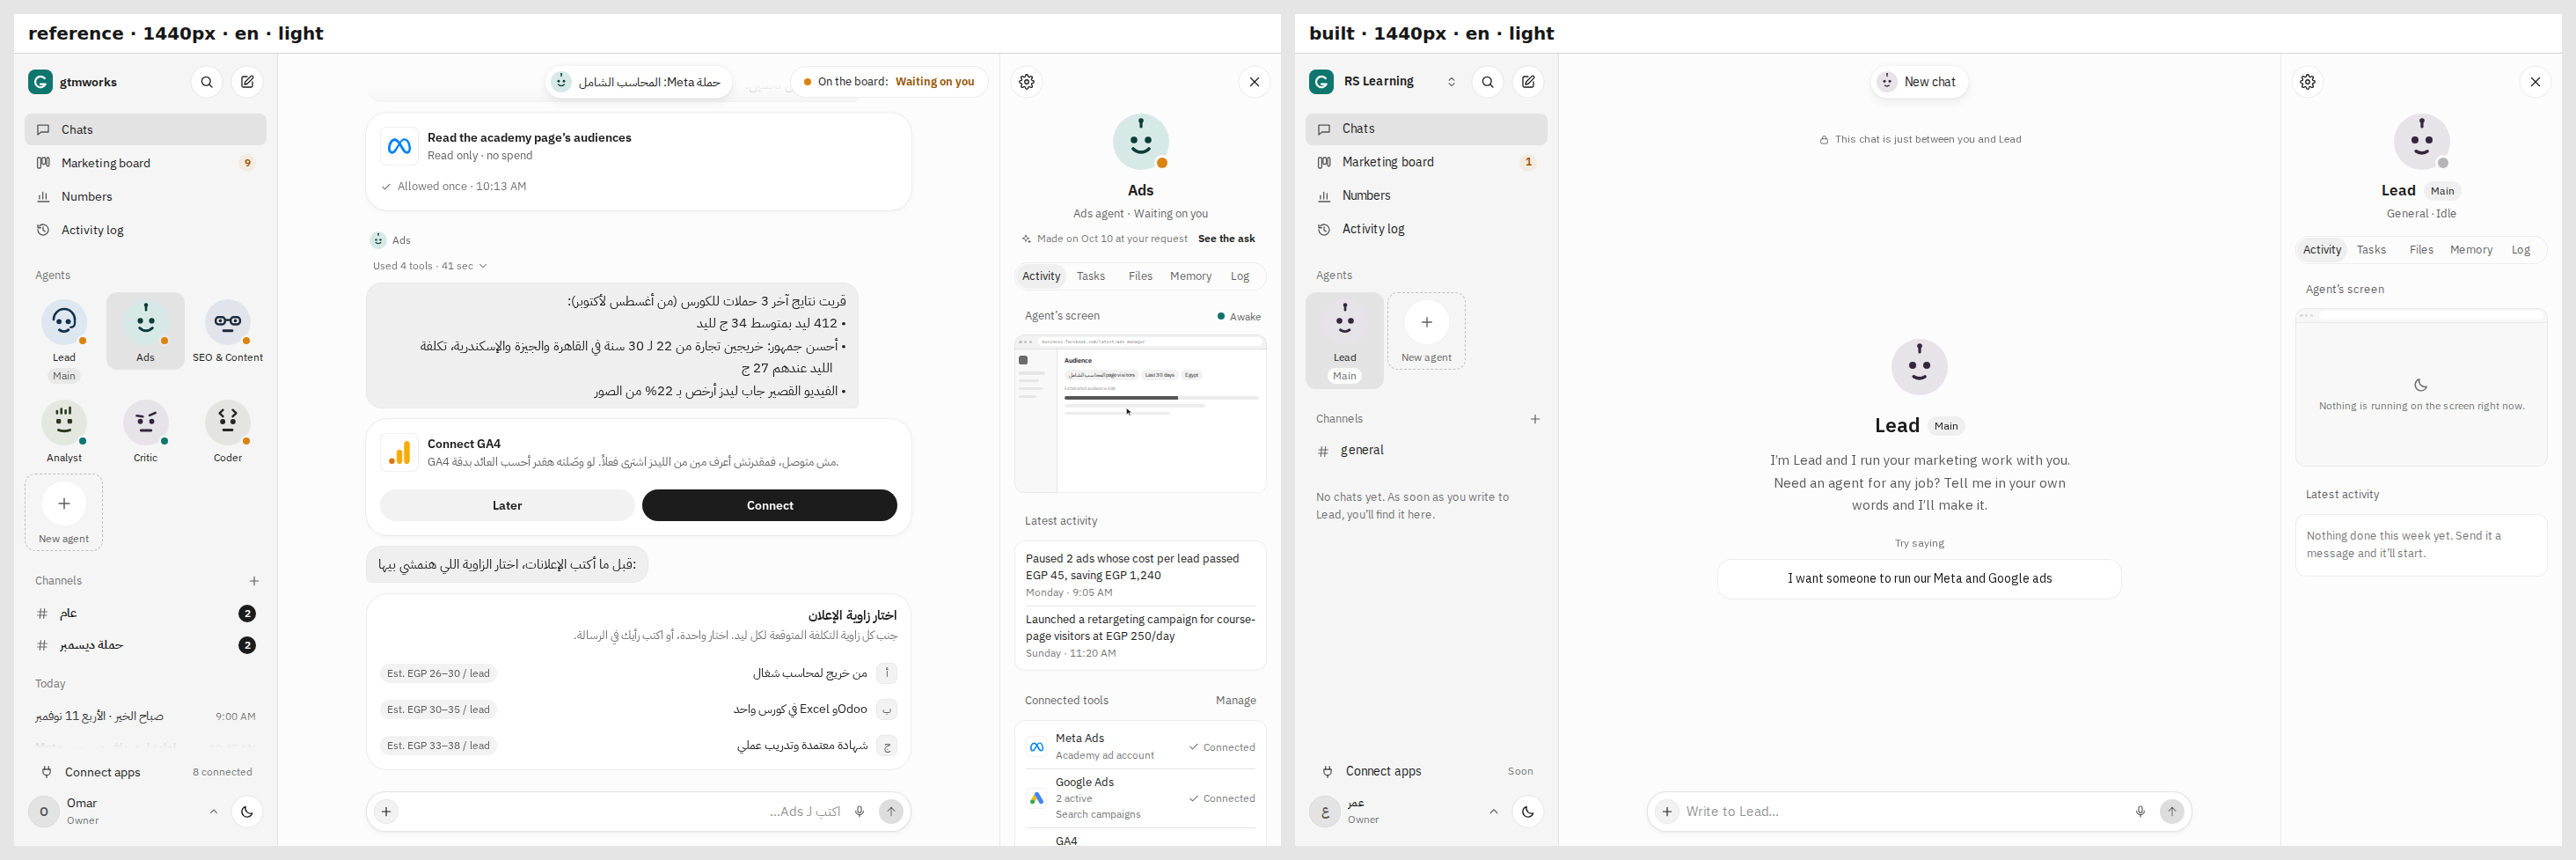 reference · 1440px · en · light
gtmworks
Chats
Marketing board 9
Numbers
Activity log
Agents
Lead
Main
Ads
SEO & Content
Analyst
Critic
Coder
New agent
Channels
# عام 2
# حملة ديسمبر 2
Today
صباح الخير · الأربع 11 نوفمبر 9:00 AM
Connect apps 8 connected
O
Omar
Owner
حملة Meta: المحاسب الشامل
On the board: Waiting on you
Read the academy page’s audiences
Read only · no spend
Allowed once · 10:13 AM
Ads
Used 4 tools · 41 sec
قريت نتايج آخر 3 حملات للكورس (من أغسطس لأكتوبر):
• 412 ليد بمتوسط 34 ج لليد
• أحسن جمهور: خريجين تجارة من 22 لـ 30 سنة في القاهرة والجيزة والإسكندرية، تكلفة
الليد عندهم 27 ج
• الفيديو القصير جاب ليدز أرخص بـ 22% من الصور
Connect GA4
GA4 مش متوصل، فمقدرتش أعرف مين من الليدز اشترى فعلاً. لو وصّلته هقدر أحسب العائد بدقة.
Later
Connect
قبل ما أكتب الإعلانات، اختار الزاوية اللي هنمشي بيها:
اختار زاوية الإعلان
جنب كل زاوية التكلفة المتوقعة لكل ليد. اختار واحدة، أو اكتب رأيك في الرسالة.
أ من خريج لمحاسب شغال Est. EGP 26–30 / lead
ب Odooو Excel في كورس واحد Est. EGP 30–35 / lead
ج شهادة معتمدة وتدريب عملي Est. EGP 33–38 / lead
اكتب لـ Ads...
Ads
Ads agent · Waiting on you
Made on Oct 10 at your request See the ask
Activity Tasks Files Memory Log
Agent’s screen Awake
business.facebook.com/latest/ads_manager
Audience
Last 30 days
Egypt
Latest activity
Paused 2 ads whose cost per lead passed
EGP 45, saving EGP 1,240
Monday · 9:05 AM
Launched a retargeting campaign for course-
page visitors at EGP 250/day
Sunday · 11:20 AM
Connected tools Manage
Meta Ads
Academy ad account
Connected
Google Ads
2 active
Search campaigns
Connected
GA4
built · 1440px · en · light
RS Learning
Chats
Marketing board 1
Numbers
Activity log
Agents
Lead
Main
New agent
Channels
# general
No chats yet. As soon as you write to
Lead, you’ll find it here.
Connect apps Soon
ع
عمر
Owner
New chat
This chat is just between you and Lead
Lead Main
I’m Lead and I run your marketing work with you.
Need an agent for any job? Tell me in your own
words and I’ll make it.
Try saying
I want someone to run our Meta and Google ads
Write to Lead...
Lead Main
General · Idle
Activity Tasks Files Memory Log
Agent’s screen
Nothing is running on the screen right now.
Latest activity
Nothing done this week yet. Send it a
message and it’ll start.